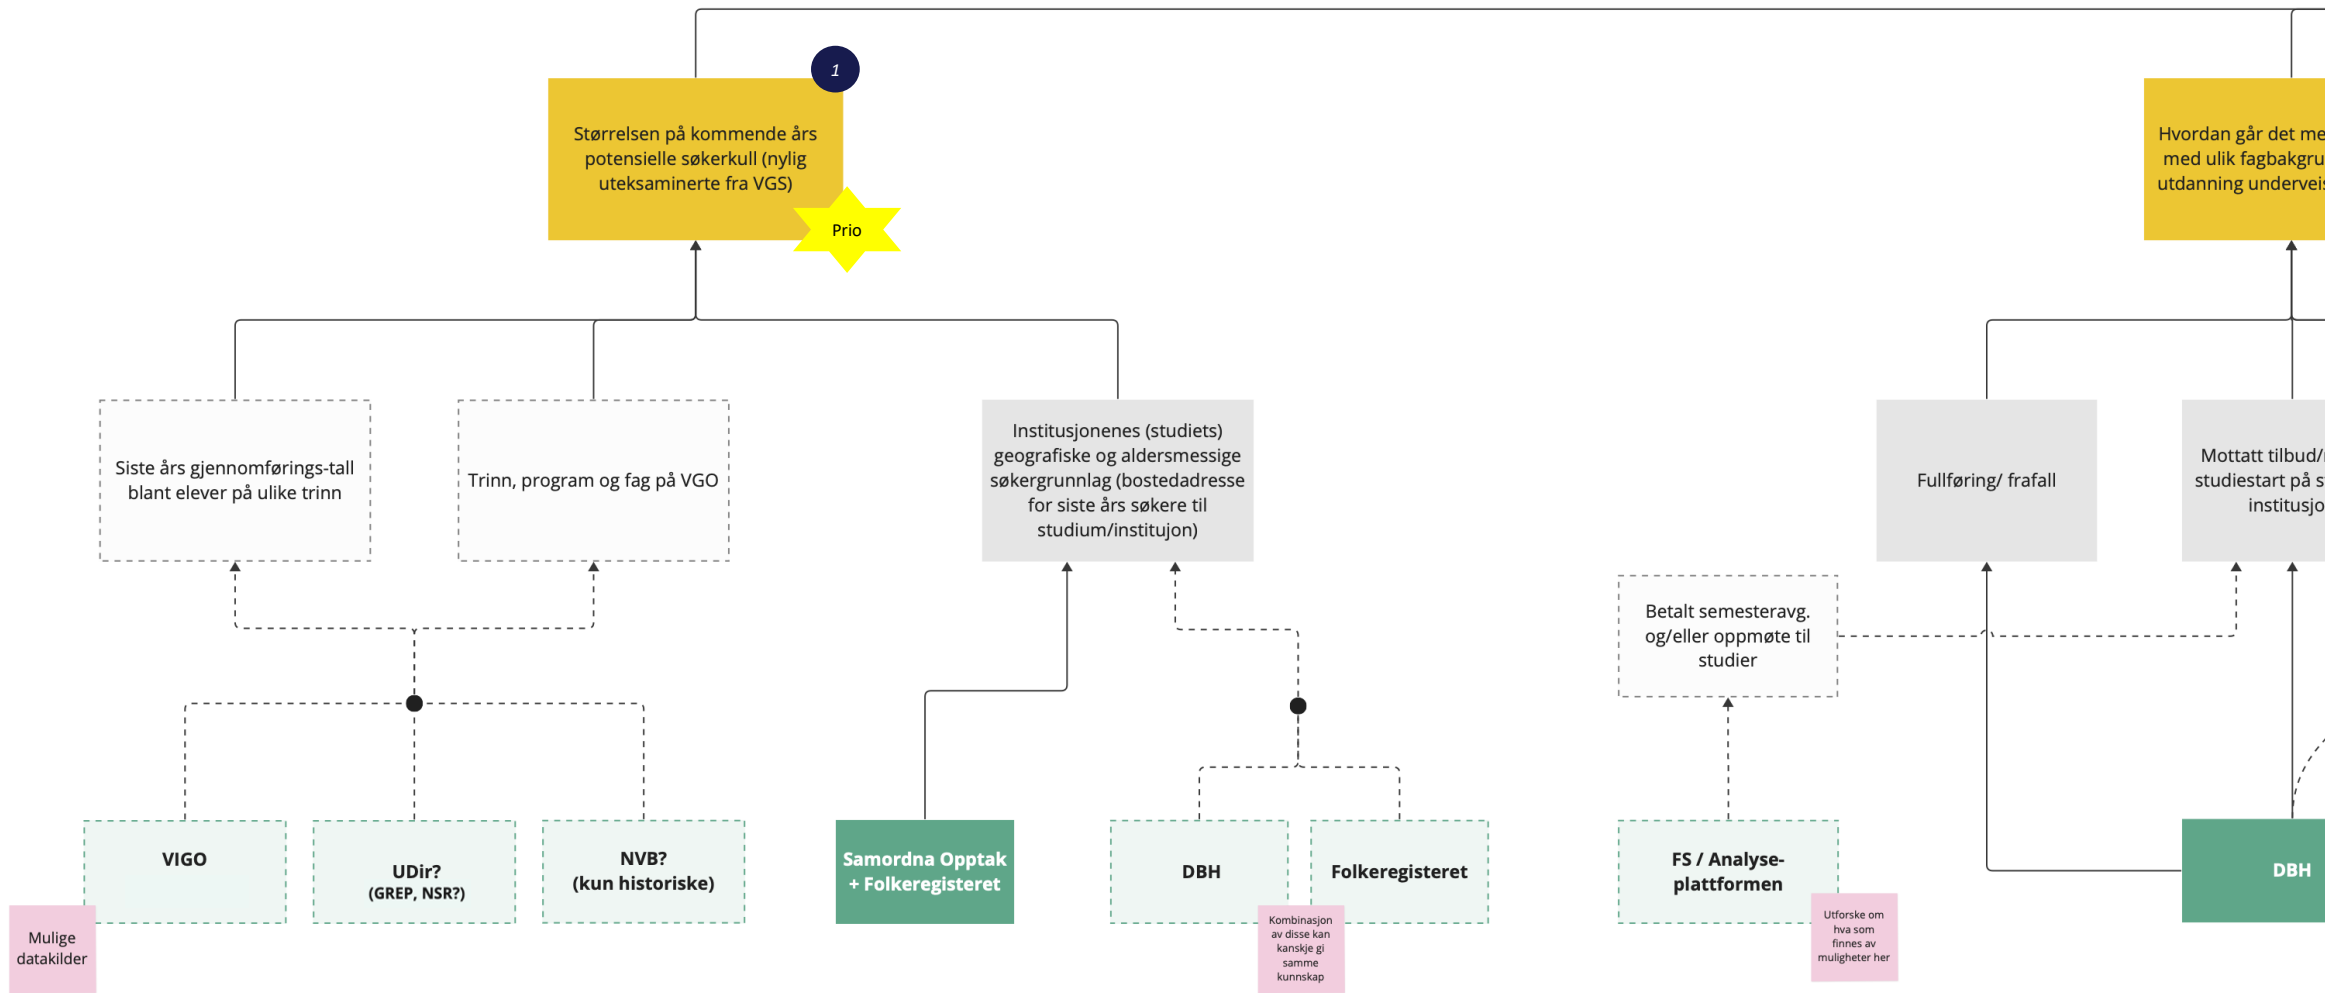 1
Størrelsen på kommende års
potensielle søkerkull (nylig
uteksaminerte fra VGS)
Prio
Hvordan går det
med ulik
utdanning
Siste års gjennomførings-tall
blant elever på ulike trinn
Trinn, program og fag på VGO
Institusjonenes (studiets)
geografiske og aldersmessige
søkergrunnlag (bostedadresse
for siste års søkere til
studium/institujon)
Fullføring/ frafall
Mottatt tilbud/
studiestart på
Betalt semesteravg.
og/eller oppmøte til
studier
VIGO
UDir?
(GREP, NSR?)
NVB?
(kun historiske)
Samordna Opptak
+ Folkeregisteret
DBH
Folkeregisteret
FS / Analyse-
plattformen
DBH
Mulige
datakilder
Kombinasjon
av disse kan
kanskje gi
samme
kunnskap
Utforske om
hva som
finnes av
muligheter her